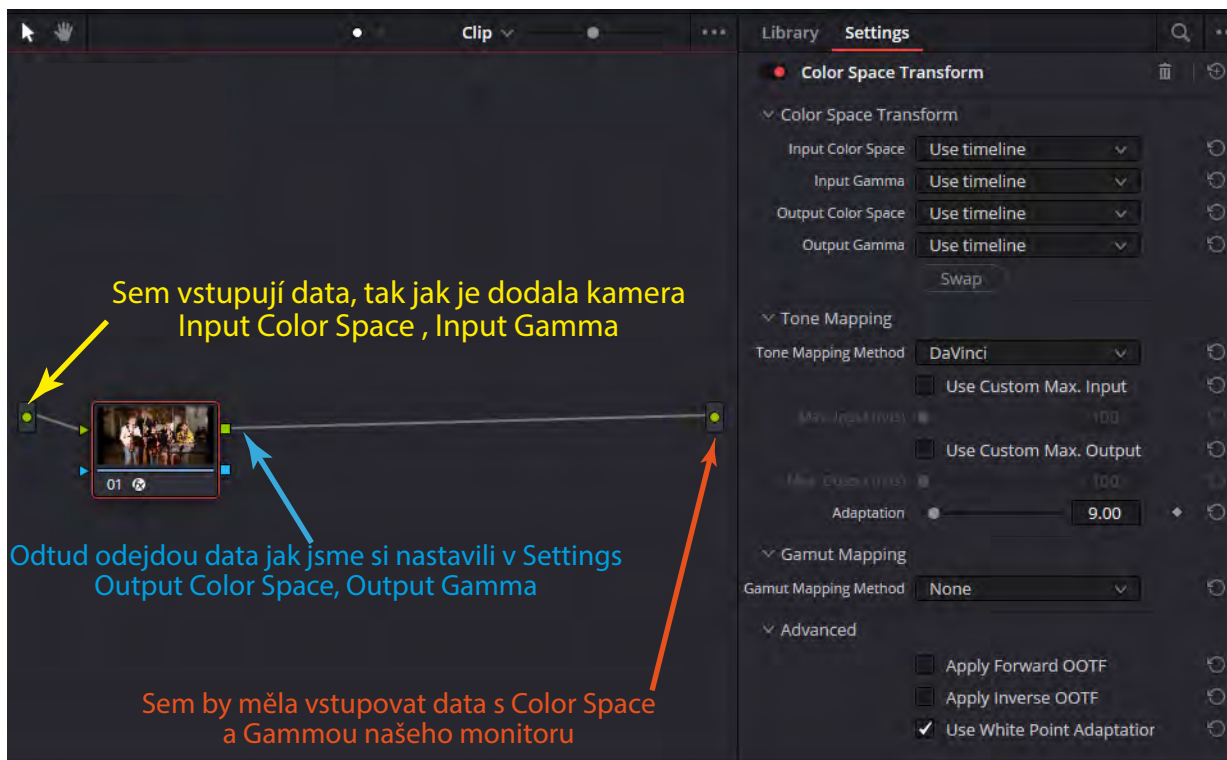 Clip
Library Settings
Color Space Transform
Color Space Transform
Input Color Space Use timeline
Input Gamma Use timeline
Output Color Space Use timeline
Output Gamma Use timeline
Swap
Tone Mapping
Tone Mapping Method DaVinci
Use Custom Max. Input
100
Use Custom Max. Output
100
Adaptation 9.00
Gamut Mapping
Gamut Mapping Method None
Advanced
Apply Forward OOTF
Apply Inverse OOTF
Use White Point Adaptation
Sem vstupují data, tak jak je dodala kamera
Input Color Space , Input Gamma
01
Odtud odejdou data jak jsme si nastavili v Settings
Output Color Space, Output Gamma
Sem by měla vstupovat data s Color Space
a Gammou našeho monitoru